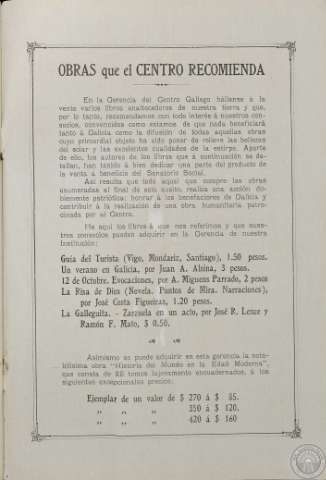 OBRAS que el CENTRO RECOMIENDA
En la Gerencia del Centro Gallego hállanse á la
venta varios libros enaltecedores de nuestra tierra y que,
por lo tanto, recomendamos con todo interés á nuestros con-
socios, convencidos como estamos de que nada beneficiará
tanto á Galicia como la difusión de todas aquellas obras
cuyo primordial objeto ha sido poner de relieve las bellezas
del solar y las excelentes cualidades de la estirpe. Aparte
de ello, los autores de los libros que a continuación se de-
tallan, han tenido á bien dedicar una parte del producto de
la venta á beneficio del Sanatorio Social.
Así resulta que todo aquel que compre las obras
enumeradas al final de este suelto, realiza una acción
doblemente patriótica: honrar á las benefactores de Galicia y
contribuir á la realización de una obra humanitaria patro-
cinada por el Centro.
He aquí los libros á que nos referimos y que nues-
tros consocios pueden adquirir en la Gerencia de nuestra
Institución:
Guía del Turista (Vigo, Mondariz, Santiago), 1.50 pesos.
Un verano en Galicia, por Juan A. Alsina, 3 pesos.
12 de Octubre. Evocaciones, por A. Miguens Parrado, 2 pesos
La Risa de Dios (Novela. Puntos de Mira. Narraciones),
por José Costa Figueiras, 1.20 pesos.
La Galleguita. - Zarzuela en un acto, por José R. Lence y
Ramón F. Mato, $ 0.50.
Asimismo se puede adquirir en esta gerencia la nota-
bilísima obra "Historia del Mundo en la Edad Moderna",
que consta de 25 tomos lujosamente encuadernados, á los
siguientes excepcionales precios:
Ejemplar de un valor de $ 270 á $ 85.
" " " 350 á $ 120.
" " " 420 á $ 160